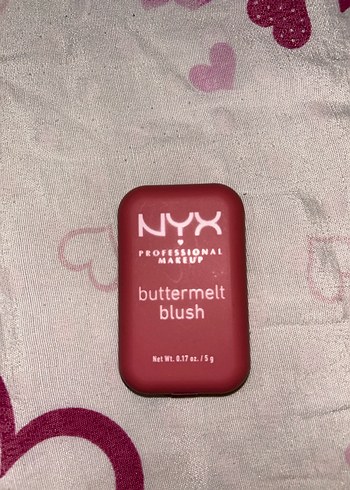 NYX
PROFESSIONAL
MAKEUP
buttermelt
blush
Net Wt. 0.17 oz. / 5 g